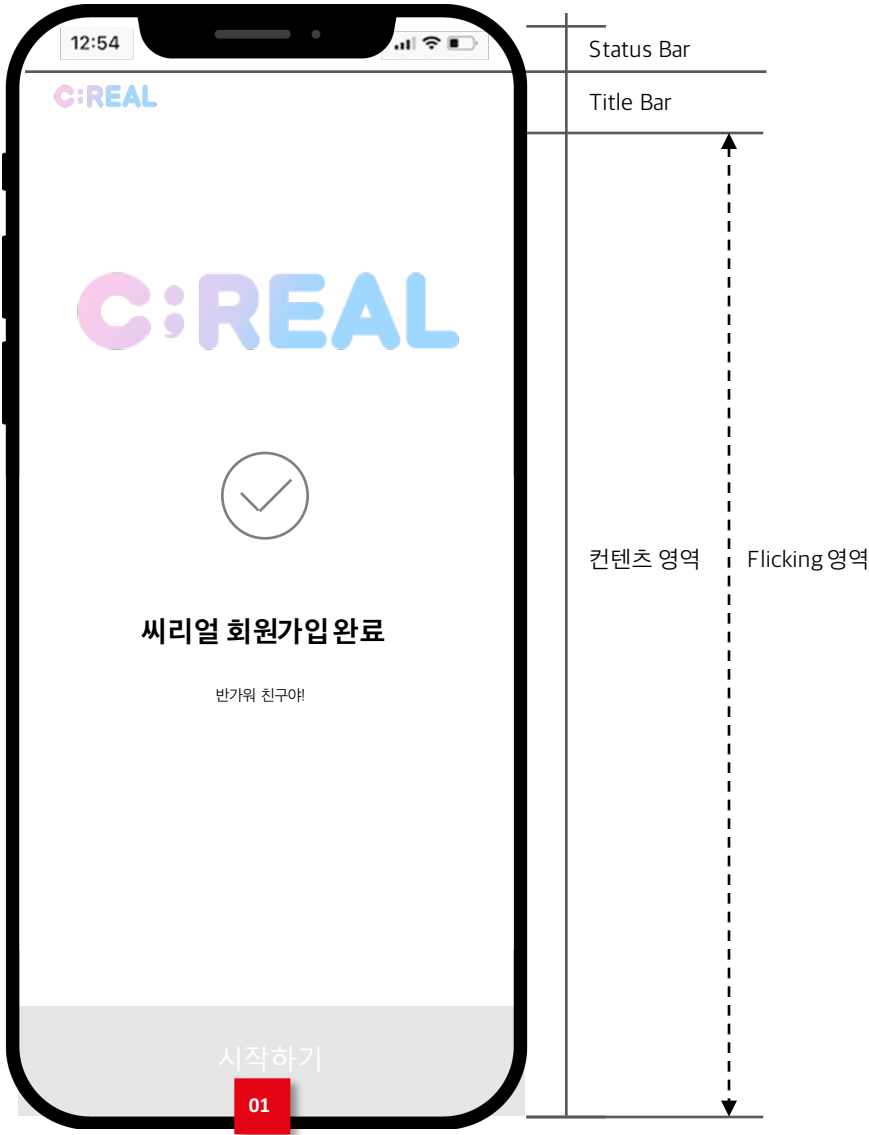 12:54
Status Bar
C;REAL
Title Bar
C;REAL
컨텐츠 영역
Flicking 영역
씨리얼 회원가입 완료
반가워 친구야!
시작하기
01